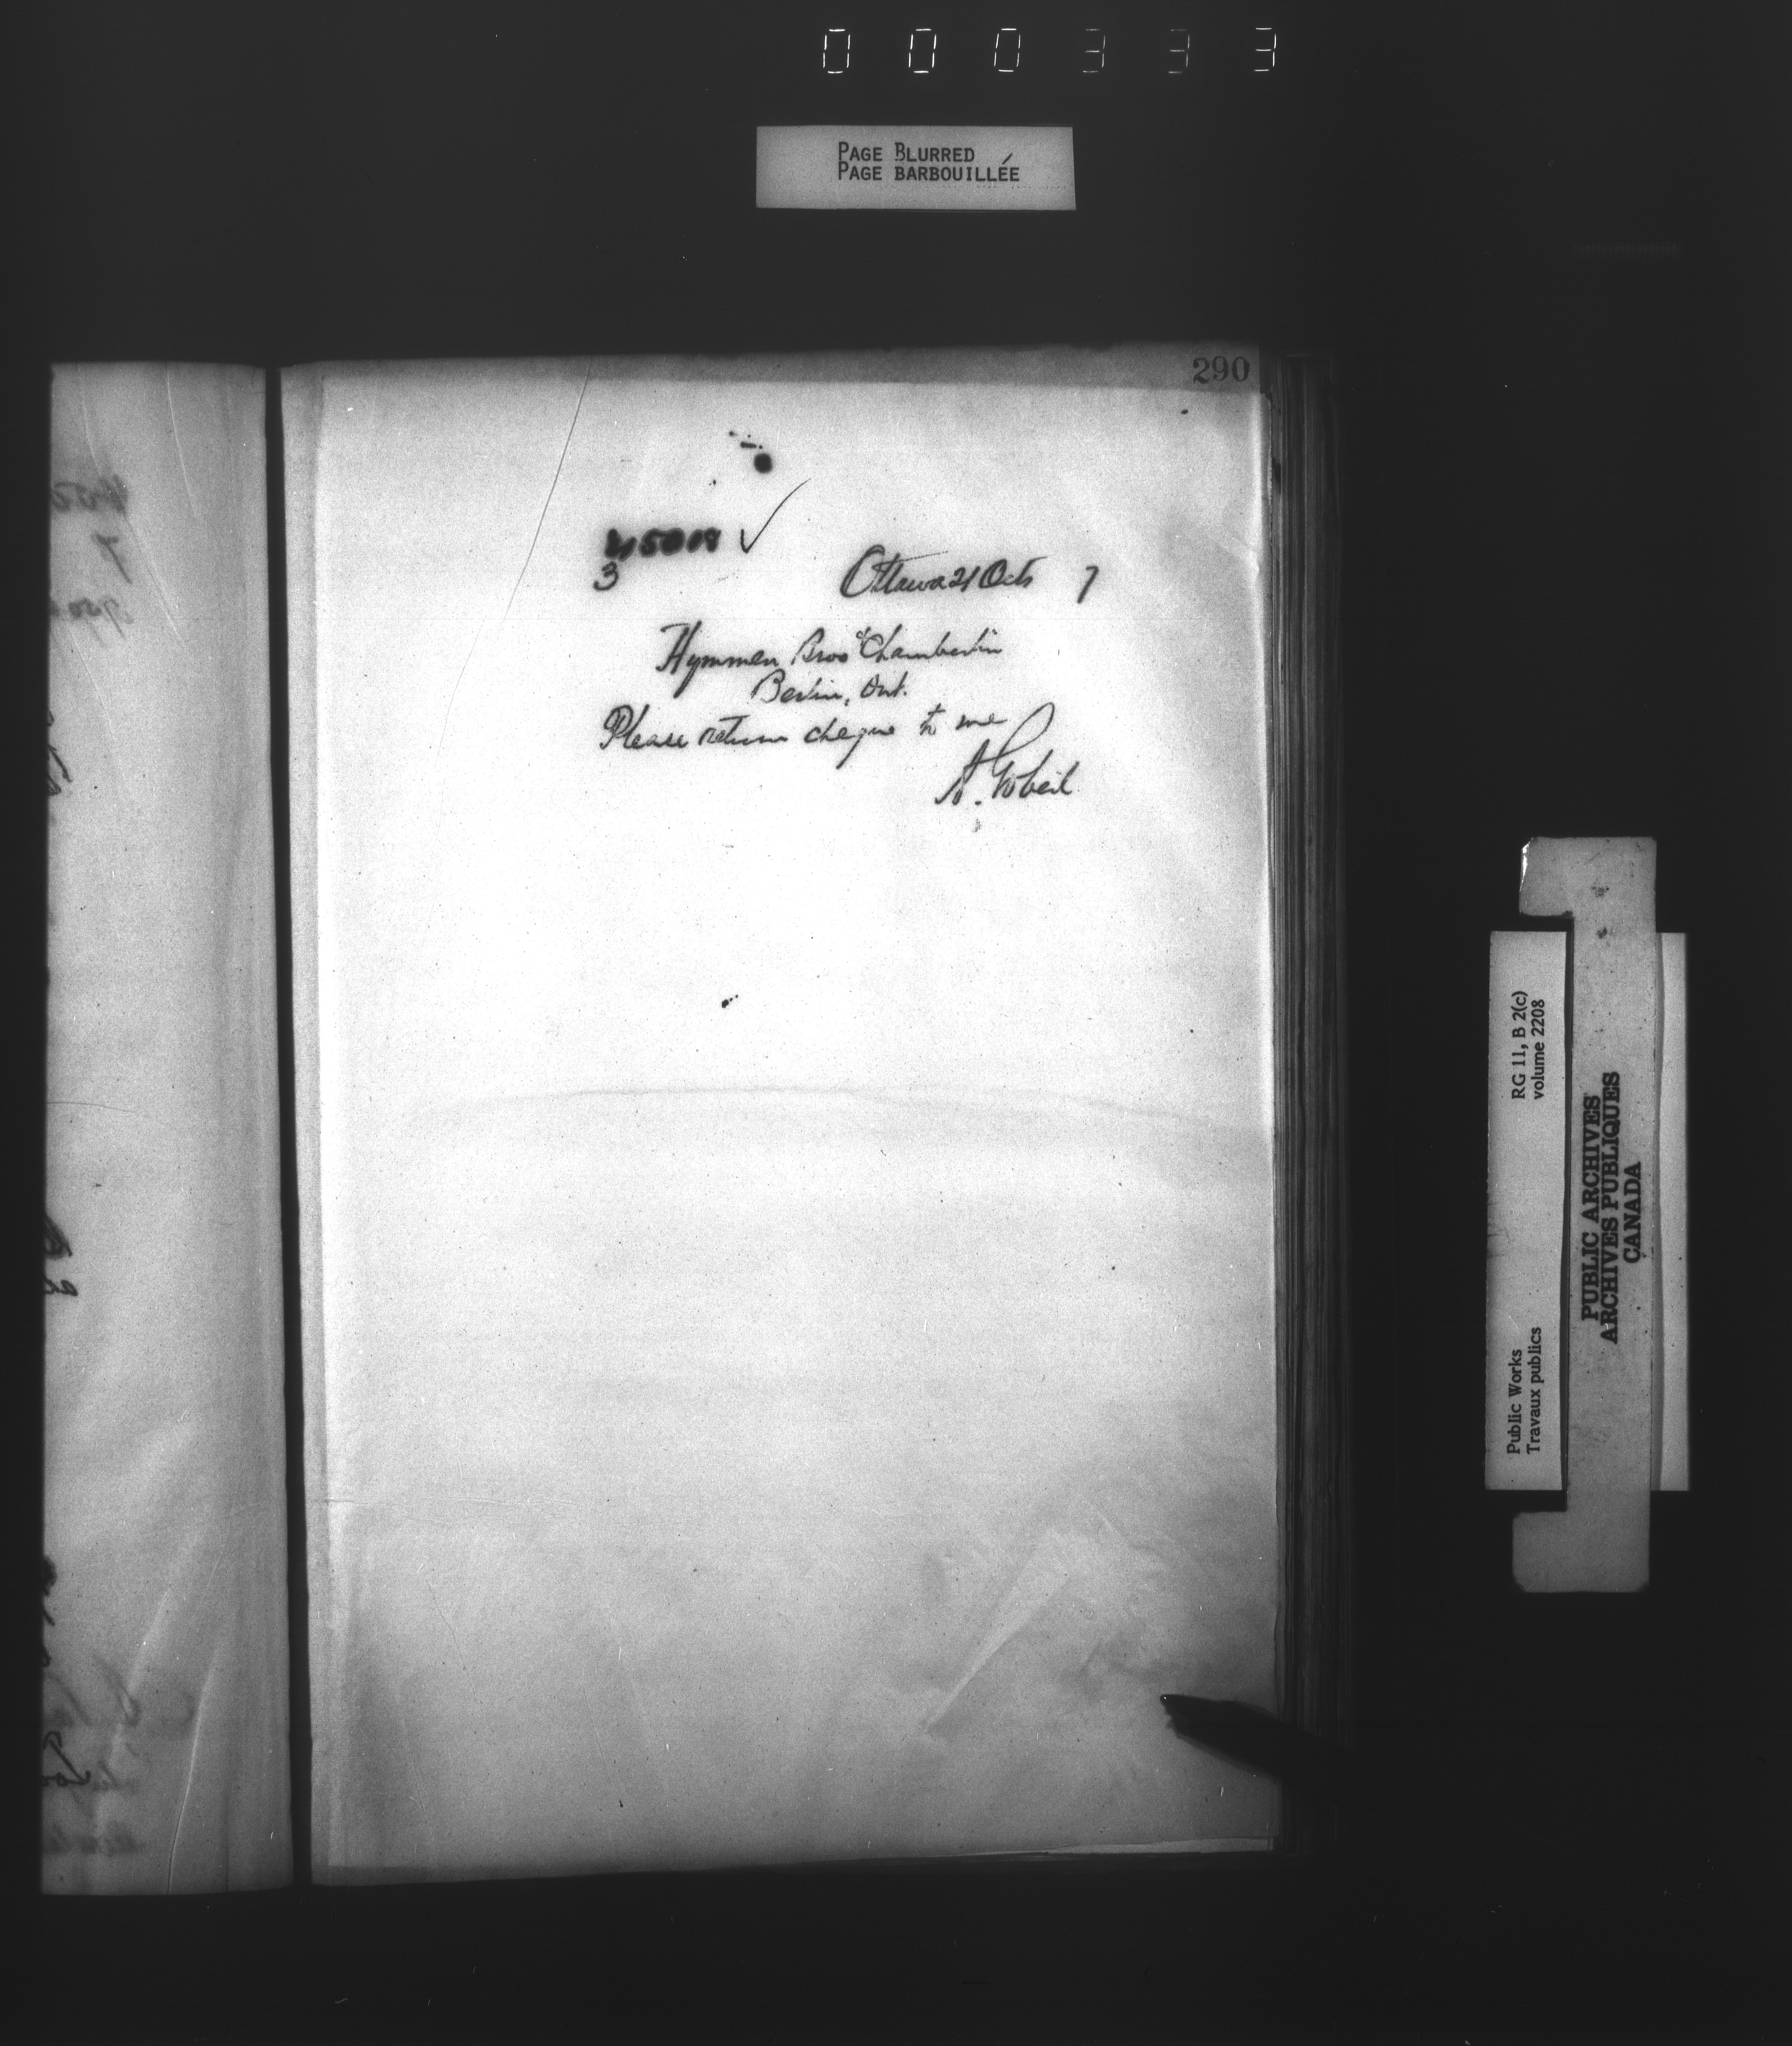 000333
PAGE BLURRED
PAGE BARBOUILLÉE
290
3
Ottawa 21 Oct 7
Hymmen Bros & Chamberlin
Berlin, Ont.
Please return cheque to me
A. Gobeil
RG 11, B 2(c)
volume 2208
Public Works
Travaux publics
PUBLIC ARCHIVES
ARCHIVES PUBLIQUES
CANADA